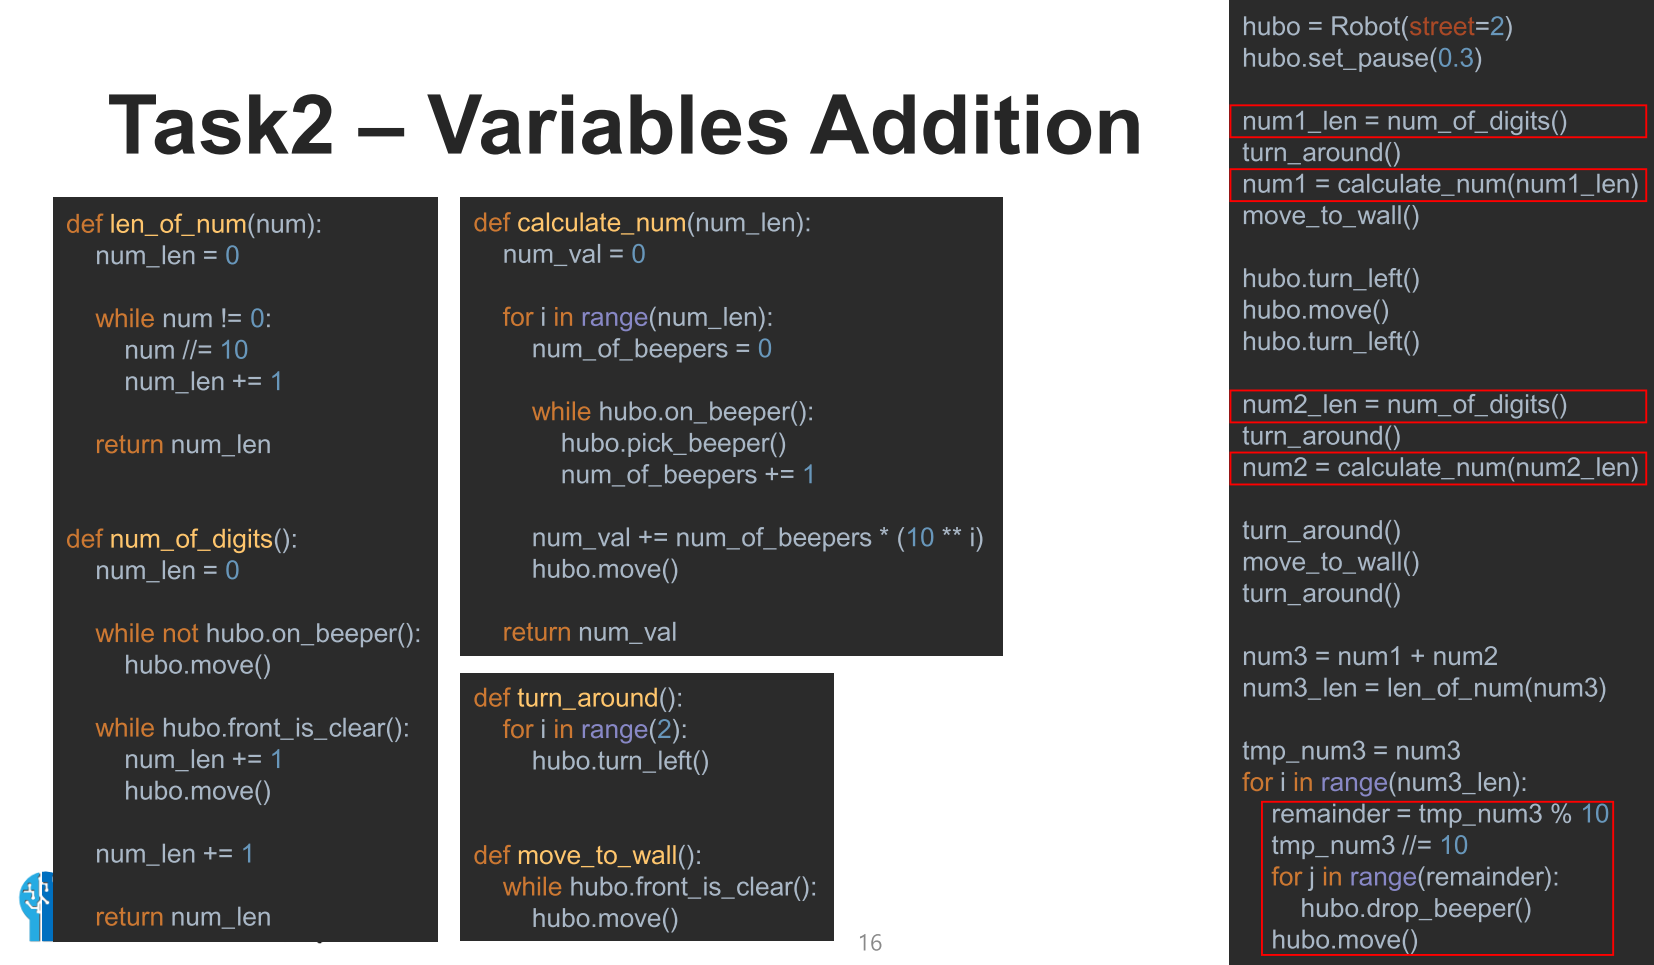 Task2 – Variables Addition
def len_of_num(num):
num_len = 0
while num != 0:
num //= 10
num_len += 1
return num_len
def num_of_digits():
num_len = 0
while not hubo.on_beeper():
hubo.move()
while hubo.front_is_clear():
num_len += 1
hubo.move()
num_len += 1
return num_len
def calculate_num(num_len):
num_val = 0
for i in range(num_len):
num_of_beepers = 0
while hubo.on_beeper():
hubo.pick_beeper()
num_of_beepers += 1
num_val += num_of_beepers * (10 ** i)
hubo.move()
return num_val
def turn_around():
for i in range(2):
hubo.turn_left()
def move_to_wall():
while hubo.front_is_clear():
hubo.move()
hubo = Robot(street=2)
hubo.set_pause(0.3)
num1_len = num_of_digits()
turn_around()
num1 = calculate_num(num1_len)
move_to_wall()
hubo.turn_left()
hubo.move()
hubo.turn_left()
num2_len = num_of_digits()
turn_around()
num2 = calculate_num(num2_len)
turn_around()
move_to_wall()
turn_around()
num3 = num1 + num2
num3_len = len_of_num(num3)
tmp_num3 = num3
for i in range(num3_len):
remainder = tmp_num3 % 10
tmp_num3 //= 10
for j in range(remainder):
hubo.drop_beeper()
hubo.move()
16